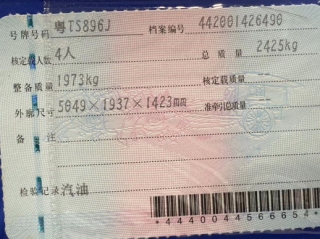 号牌号码 粤TS896J 档案编号 442001426490
核定载人数 4人 总质量 2425kg
整备质量 1973kg 核定载质量 --
外廓尺寸 5049×1937×1423mm 准牵引总质量 --
备注
检验记录 汽油
*4440044566654*